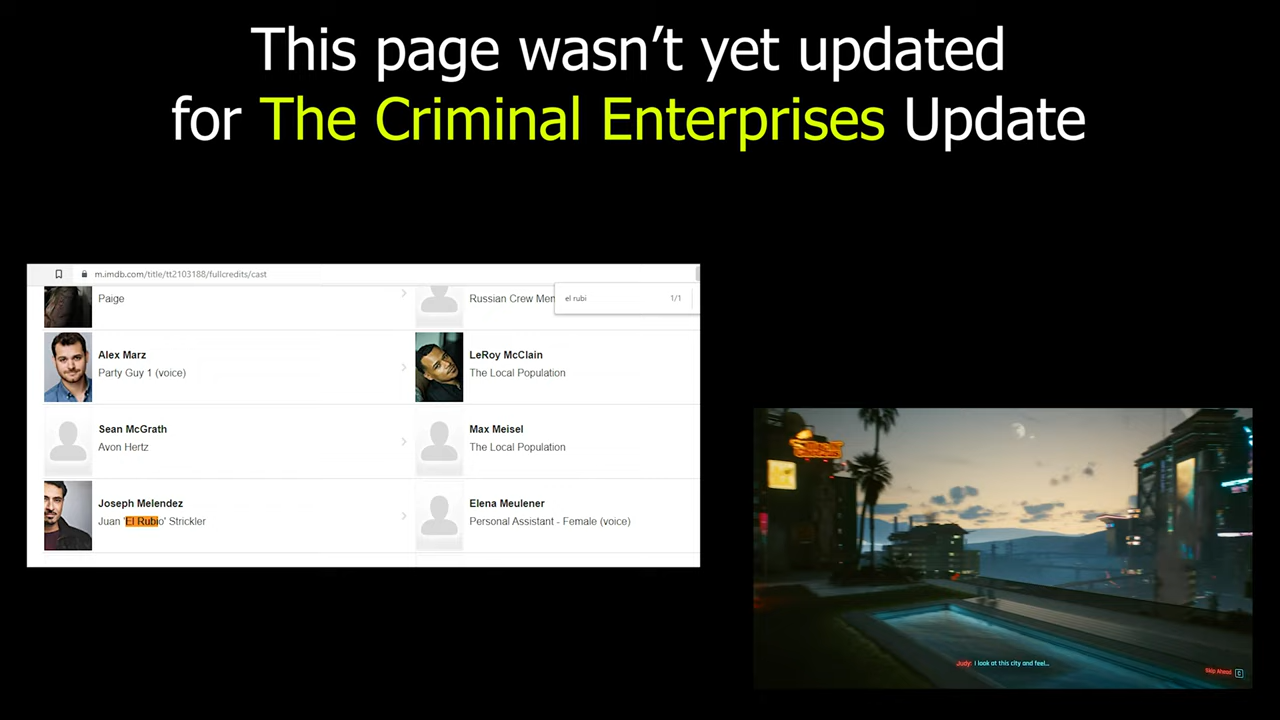 This page wasn't yet updated
for The Criminal Enterprises Update
m.imdb.com/title/tt2103188/fullcredits/cast
el rubi 1/1
Paige
Russian Crew Mem
Alex Marz
Party Guy 1 (voice)
LeRoy McClain
The Local Population
Sean McGrath
Avon Hertz
Max Meisel
The Local Population
Joseph Melendez
Juan 'El Rubio' Strickler
Elena Meulener
Personal Assistant - Female (voice)
Judy: I look at this city and feel...
Skip Ahead C